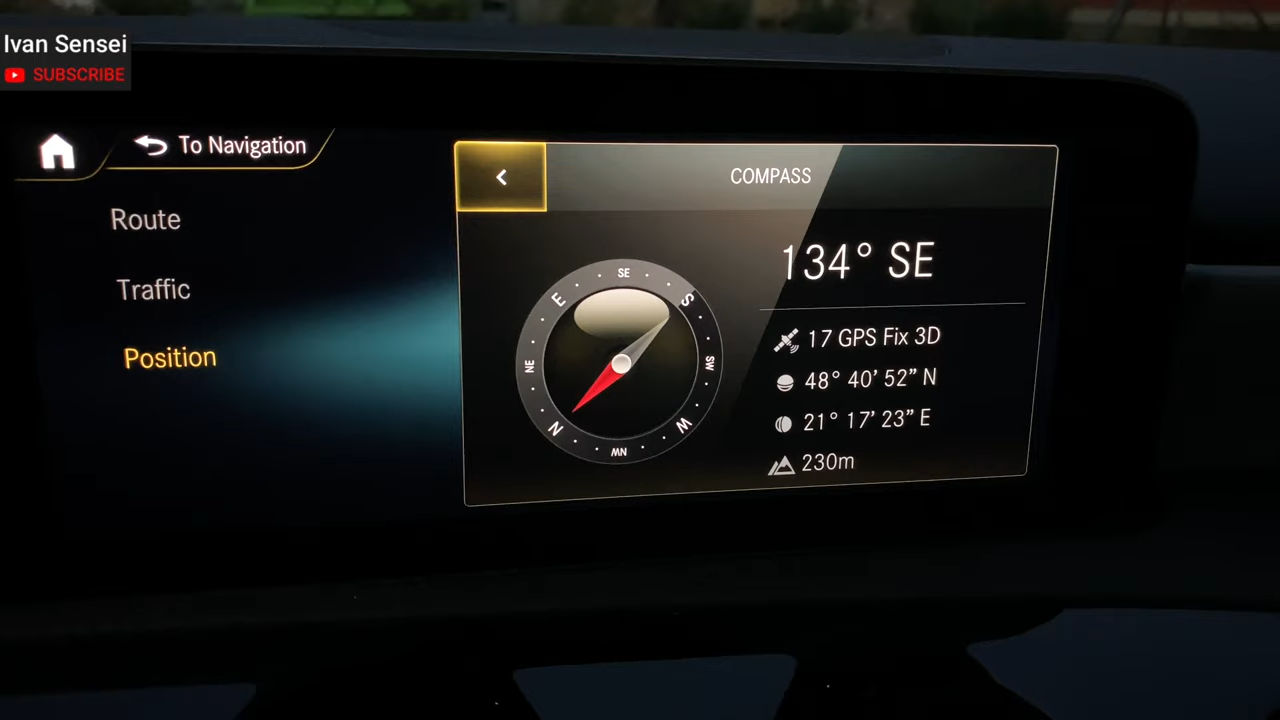 Ivan Sensei
SUBSCRIBE
To Navigation
Route
Traffic
Position
COMPASS
134° SE
17 GPS Fix 3D
48° 40' 52" N
21° 17' 23" E
230m
SE
E
S
NE
SW
N
W
NW